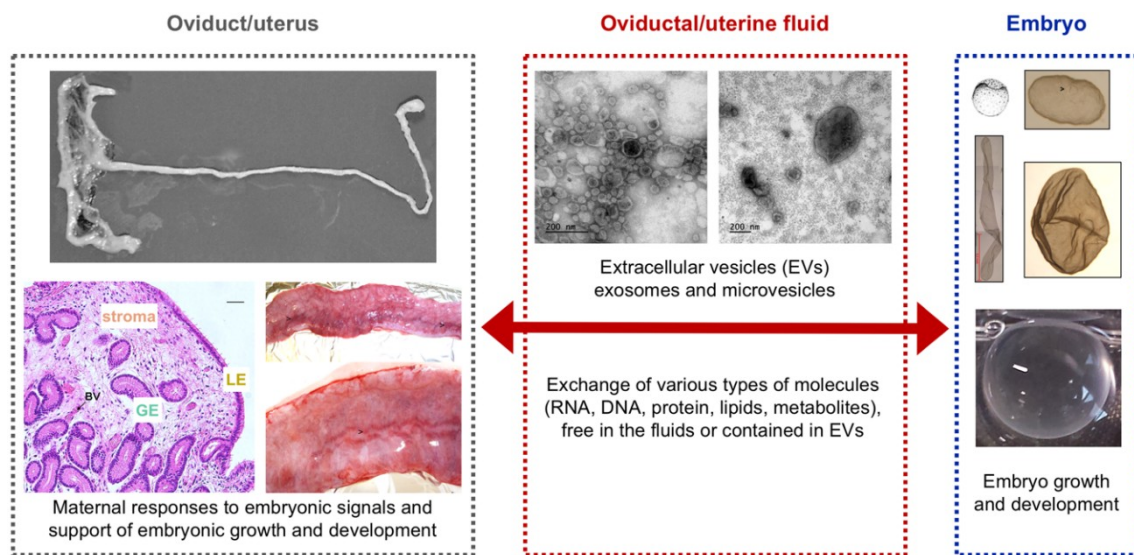 Oviduct/uterus
Oviductal/uterine fluid
Embryo
stroma
LE
BV
GE
Maternal responses to embryonic signals and
support of embryonic growth and development
200 nm
200 nm
Extracellular vesicles (EVs)
exosomes and microvesicles
Exchange of various types of molecules
(RNA, DNA, protein, lipids, metabolites),
free in the fluids or contained in EVs
Embryo growth
and development